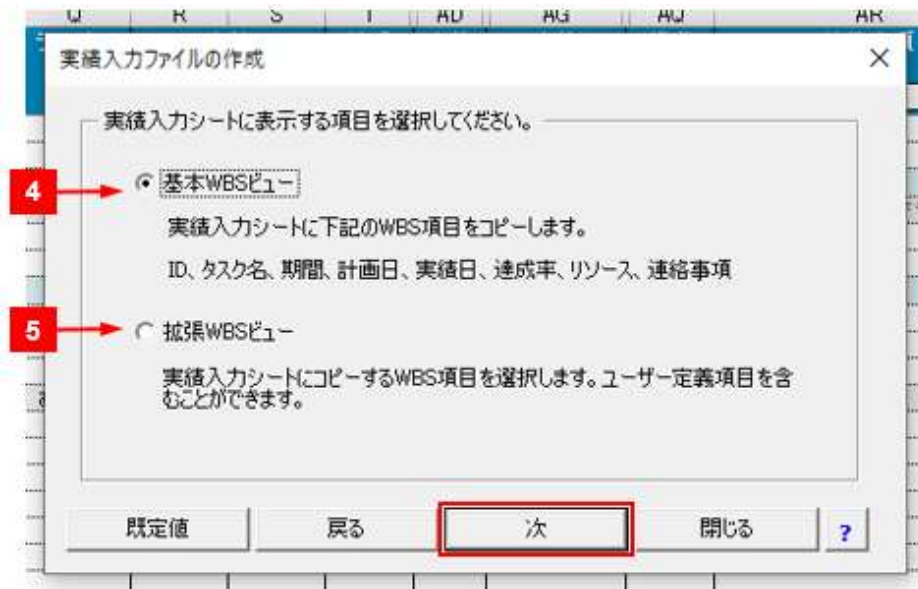 Q R S T AD AG AQ AR
実績入力ファイルの作成
実績入力シートに表示する項目を選択してください。
4
基本WBSビュー
実績入力シートに下記のWBS項目をコピーします。
ID、タスク名、期間、計画日、実績日、達成率、リソース、連絡事項
5
拡張WBSビュー
実績入力シートにコピーするWBS項目を選択します。ユーザー定義項目を含
むことができます。
既定値 戻る 次 閉じる ?